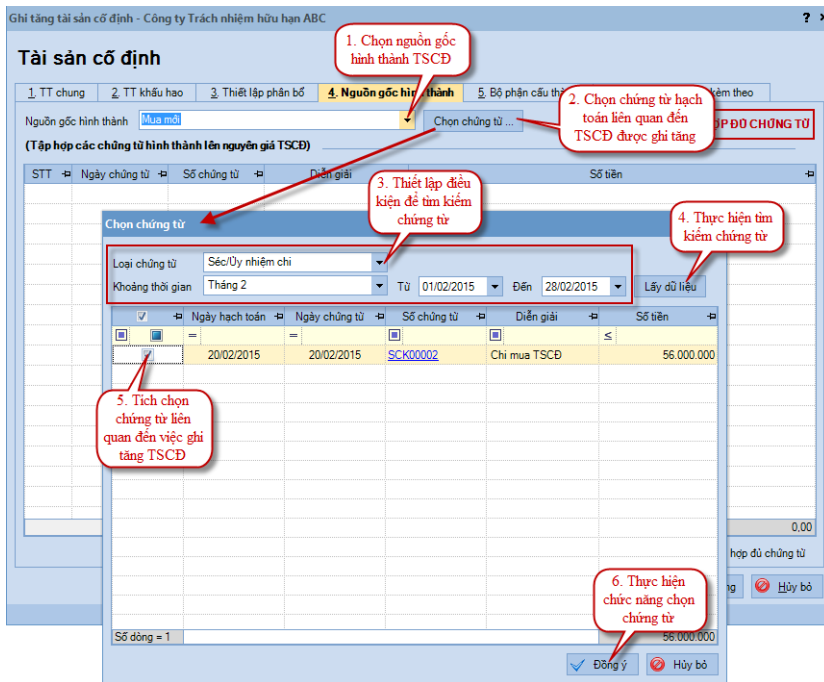 Ghi tăng tài sản cố định - Công ty Trách nhiệm hữu hạn ABC
?
Tài sản cố định
1. Chọn nguồn gốc
hình thành TSCĐ
1. TT chung
2. TT khấu hao
3. Thiết lập phân bổ
4. Nguồn gốc hình thành
5. Bộ phận cấu
kèm theo
Nguồn gốc hình thành
Mua mới
Chọn chứng từ ...
2. Chọn chứng từ hạch
toán liên quan đến
TSCĐ được ghi tăng
ĐỦ CHỨNG TỪ
(Tập hợp các chứng từ hình thành lên nguyên giá TSCĐ)
STT
Ngày chứng từ
Số chứng từ
Diễn giải
Số tiền
3. Thiết lập điều
kiện để tìm kiếm
chứng từ
4. Thực hiện tìm
kiếm chứng từ
Chọn chứng từ
Loại chứng từ
Séc/Ủy nhiệm chi
Khoảng thời gian
Tháng 2
Từ
01/02/2015
Đến
28/02/2015
Lấy dữ liệu
Ngày hạch toán
Ngày chứng từ
Số chứng từ
Diễn giải
Số tiền
=
=
≤
20/02/2015
20/02/2015
SCK00002
Chi mua TSCĐ
56.000.000
5. Tích chọn
chứng từ liên
quan đến việc ghi
tăng TSCĐ
0,00
hợp đủ chứng từ
6. Thực hiện
chức năng chọn
chứng từ
ng
Hủy bỏ
Số dòng = 1
56.000.000
Đồng ý
Hủy bỏ